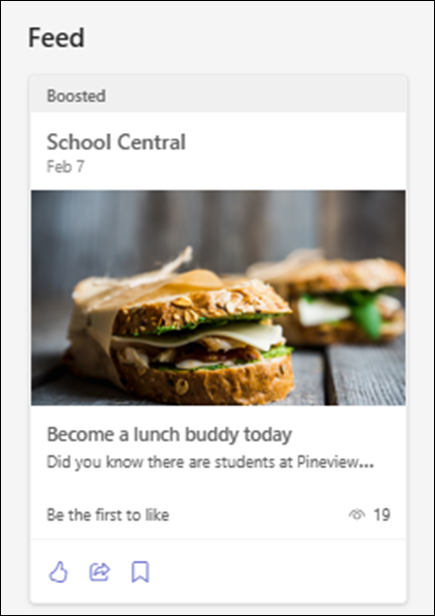 Feed
Boosted
School Central
Feb 7
Become a lunch buddy today
Did you know there are students at Pineview...
Be the first to like
19